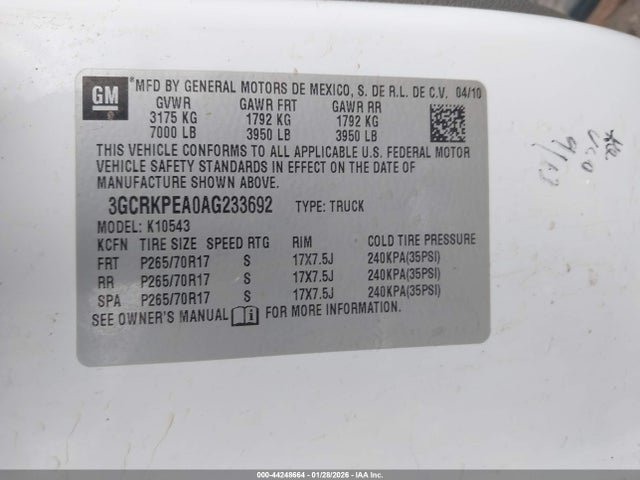 GM
*MFD BY GENERAL MOTORS DE MEXICO, S. DE R.L. DE C.V. 04/10
GVWR GAWR FRT GAWR RR
3175 KG 1792 KG 1792 KG
7000 LB 3950 LB 3950 LB
THIS VEHICLE CONFORMS TO ALL APPLICABLE U.S. FEDERAL MOTOR
VEHICLE SAFETY STANDARDS IN EFFECT ON THE DATE OF
MANUFACTURE SHOWN ABOVE.
3GCRKPEA0AG233692 TYPE: TRUCK
MODEL: K10543
KCFN TIRE SIZE SPEED RTG RIM COLD TIRE PRESSURE
FRT P265/70R17 S 17X7.5J 240KPA(35PSI)
RR P265/70R17 S 17X7.5J 240KPA(35PSI)
SPA P265/70R17 S 17X7.5J 240KPA(35PSI)
SEE OWNER'S MANUAL FOR MORE INFORMATION.
000-44248664 - 01/28/2026 - IAAI, Inc.